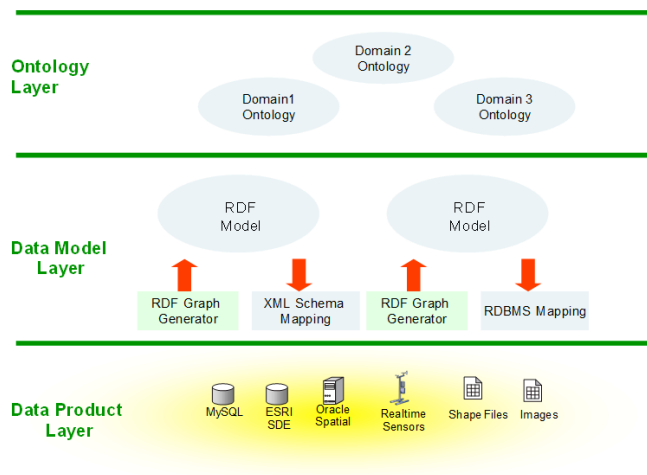 Ontology
Layer
Domain 2
Ontology
Domain1
Ontology
Domain 3
Ontology
Data Model
Layer
RDF
Model
RDF
Model
RDF Graph
Generator
XML Schema
Mapping
RDF Graph
Generator
RDBMS Mapping
Data Product
Layer
MySQL
ESRI
SDE
Oracle
Spatial
Realtime
Sensors
Shape Files
Images